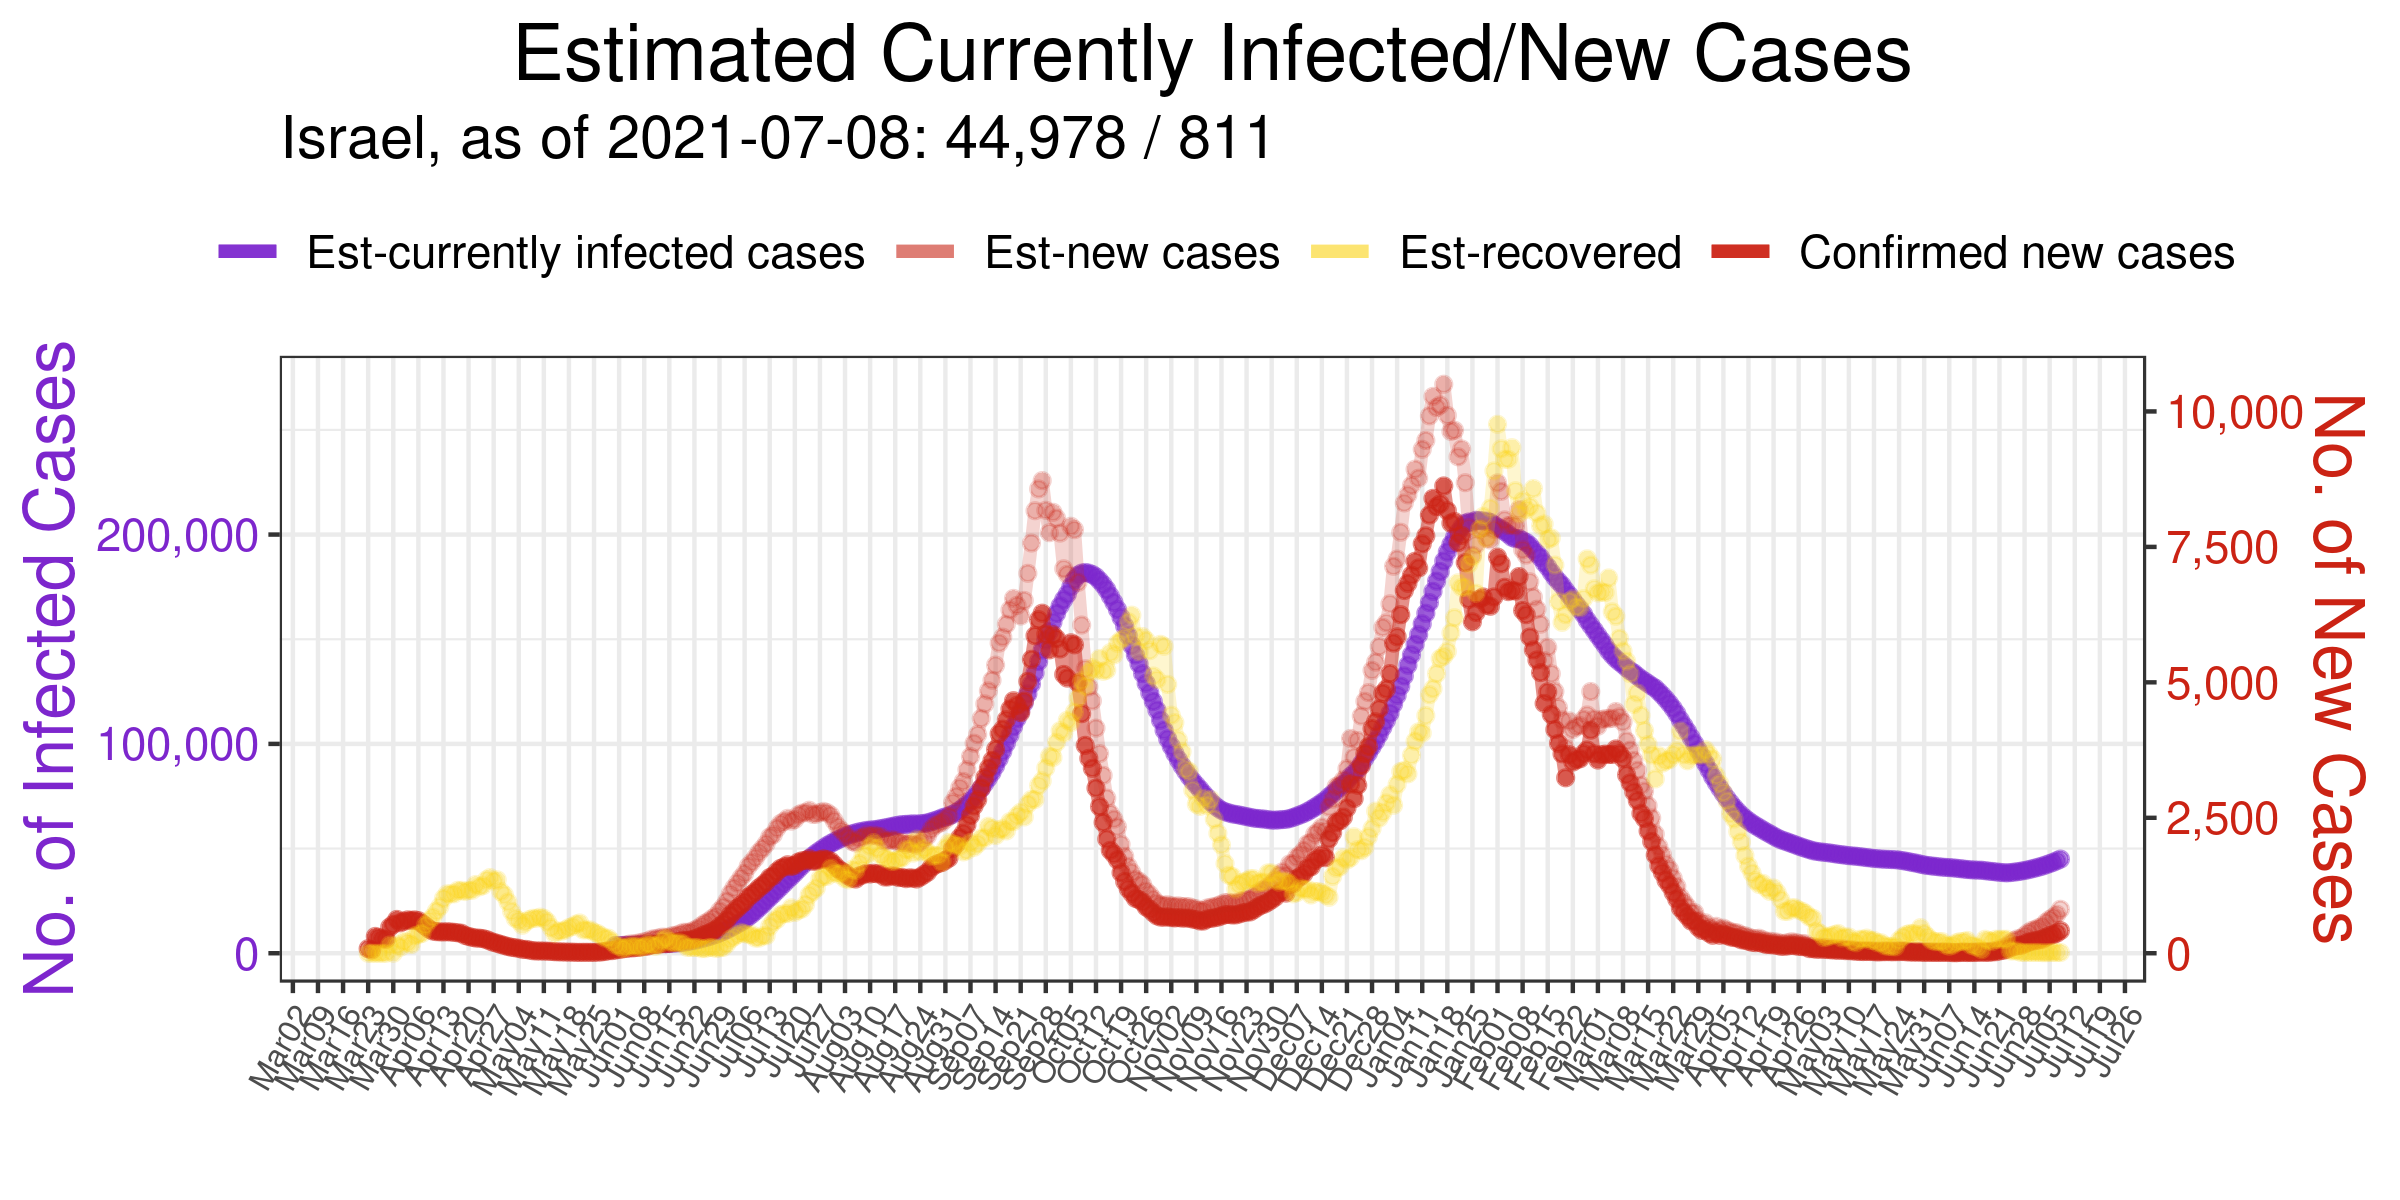 Estimated Currently Infected/New Cases
Israel, as of 2021-07-08: 44,978 / 811
Est-currently infected cases Est-new cases Est-recovered Confirmed new cases
No. of Infected Cases
200,000
100,000
0
10,000
7,500
5,000
2,500
0
No. of New Cases
Mar02 Mar09 Mar16 Mar23 Mar30 Apr06 Apr13 Apr20 Apr27 May04 May11 May18 May25 Jun01 Jun08 Jun15 Jun22 Jun29 Jul06 Jul13 Jul20 Jul27 Aug03 Aug10 Aug17 Aug24 Aug31 Sep07 Sep14 Sep21 Sep28 Oct05 Oct12 Oct19 Oct26 Nov02 Nov09 Nov16 Nov23 Nov30 Dec07 Dec14 Dec21 Dec28 Jan04 Jan11 Jan18 Jan25 Feb01 Feb08 Feb15 Feb22 Mar01 Mar08 Mar15 Mar22 Mar29 Apr05 Apr12 Apr19 Apr26 May03 May10 May17 May24 May31 Jun07 Jun14 Jun21 Jun28 Jul05 Jul12 Jul19 Jul26